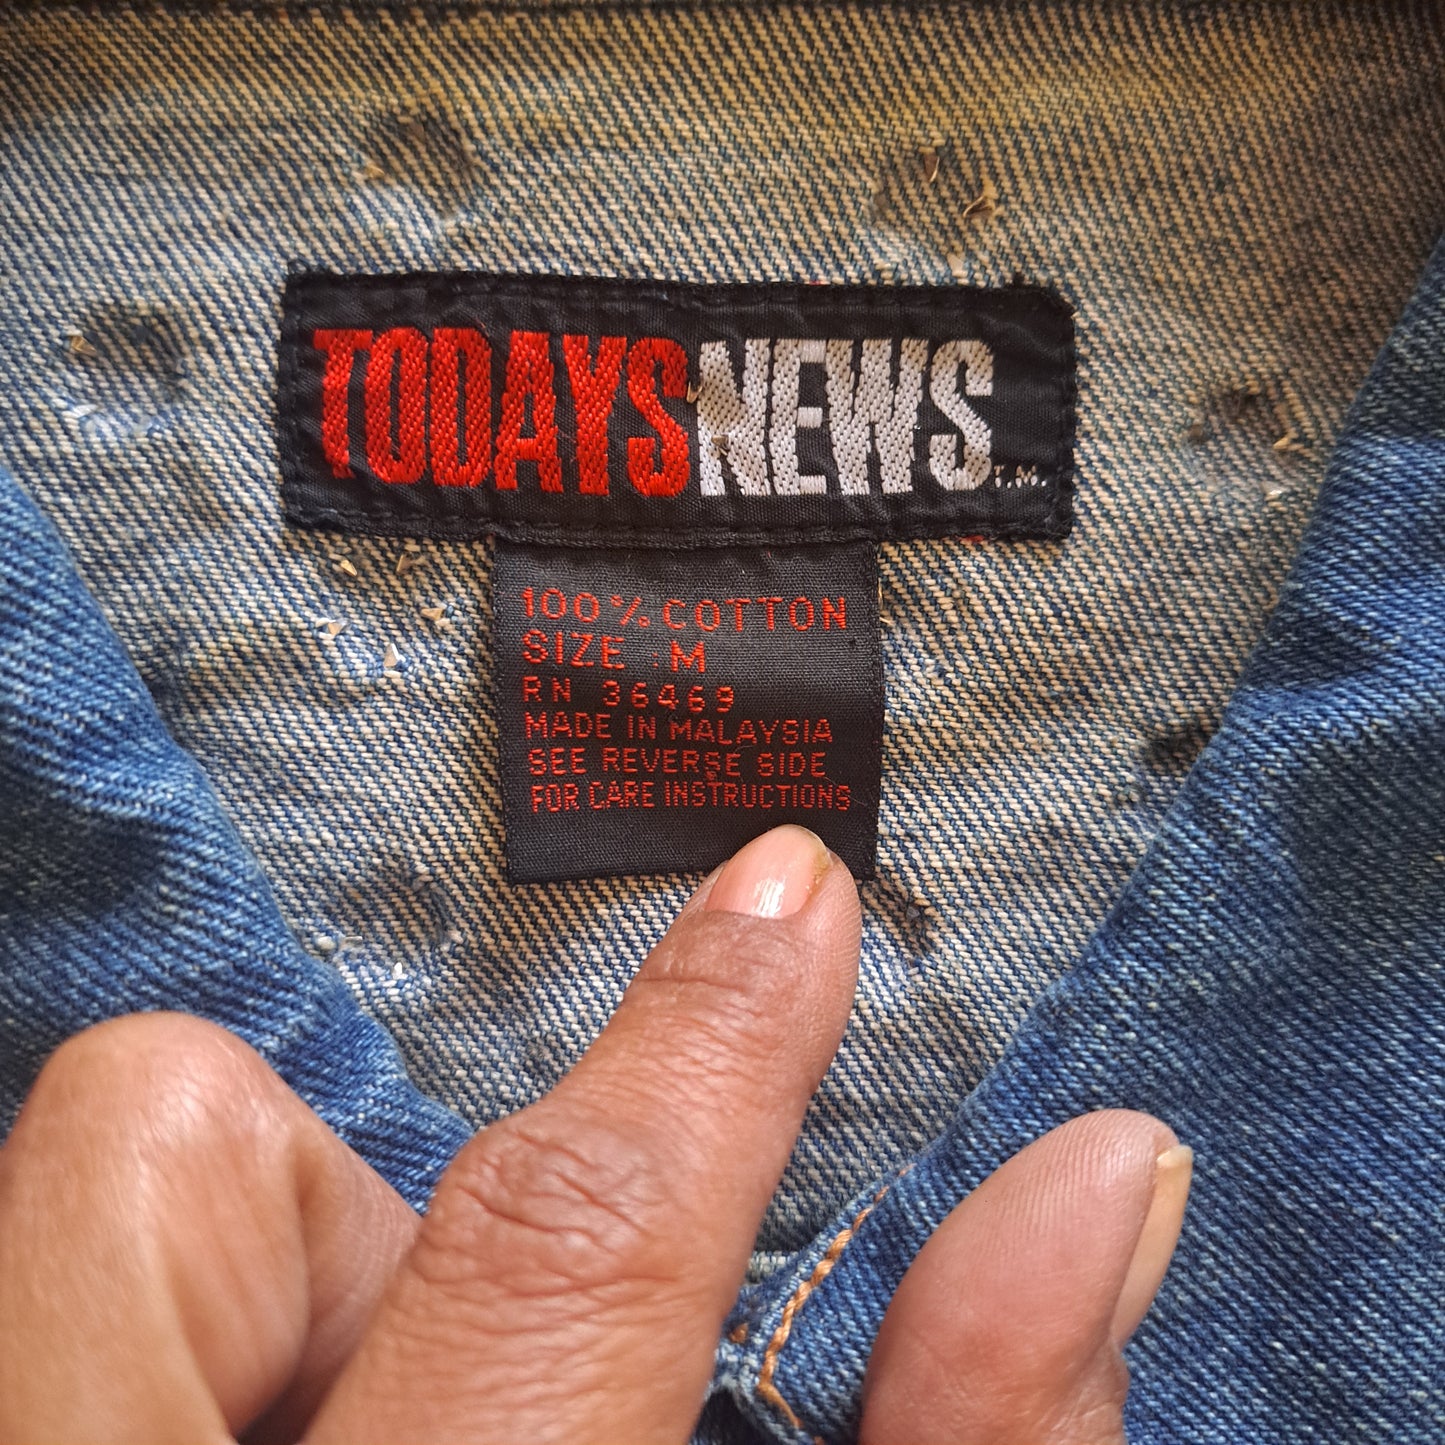 TODAYSNEWS T.M.
100% COTTON
SIZE : M
RN 36469
MADE IN MALAYSIA
SEE REVERSE SIDE
FOR CARE INSTRUCTIONS